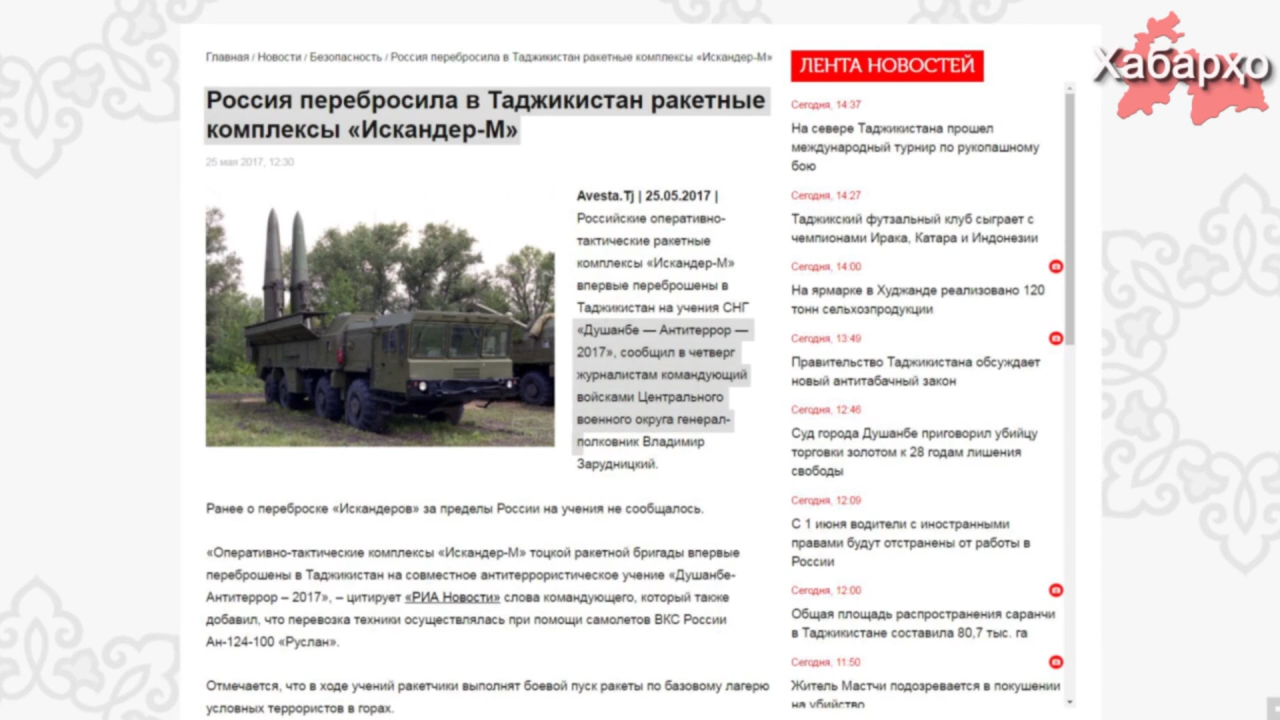 Главная / Новости / Безопасность / Россия перебросила в Таджикистан ракетные комплексы «Искандер-М»
Россия перебросила в Таджикистан ракетные
комплексы «Искандер-М»
25 мая 2017, 12:30
Avesta.Tj | 25.05.2017 |
Российские оперативно-
тактические ракетные
комплексы «Искандер-М»
впервые переброшены в
Таджикистан на учения СНГ
«Душанбе — Антитеррор —
2017», сообщил в четверг
журналистам командующий
войсками Центрального
военного округа генерал-
полковник Владимир
Зарудницкий.
Ранее о переброске «Искандеров» за пределы России на учения не сообщалось.
«Оперативно-тактические комплексы «Искандер-М» тоцкой ракетной бригады впервые
переброшены в Таджикистан на совместное антитеррористическое учение «Душанбе-
Антитеррор – 2017», – цитирует «РИА Новости» слова командующего, который также
добавил, что перевозка техники осуществлялась при помощи самолетов ВКС России
Ан-124-100 «Руслан».
Отмечается, что в ходе учений ракетчики выполнят боевой пуск ракеты по базовому лагерю
условных террористов в горах.
ЛЕНТА НОВОСТЕЙ
Сегодня, 14:37
На севере Таджикистана прошел
международный турнир по рукопашному
бою
Сегодня, 14:27
Таджикский футзальный клуб сыграет с
чемпионами Ирака, Катара и Индонезии
Сегодня, 14:00
На ярмарке в Худжанде реализовано 120
тонн сельхозпродукции
Сегодня, 13:49
Правительство Таджикистана обсуждает
новый антитабачный закон
Сегодня, 12:46
Суд города Душанбе приговорил убийцу
торговки золотом к 28 годам лишения
свободы
Сегодня, 12:09
С 1 июня водители с иностранными
правами будут отстранены от работы в
России
Сегодня, 12:00
Общая площадь распространения саранчи
в Таджикистане составила 80,7 тыс. га
Сегодня, 11:50
Житель Мастчи подозревается в покушении
на убийство
Хабарҳо